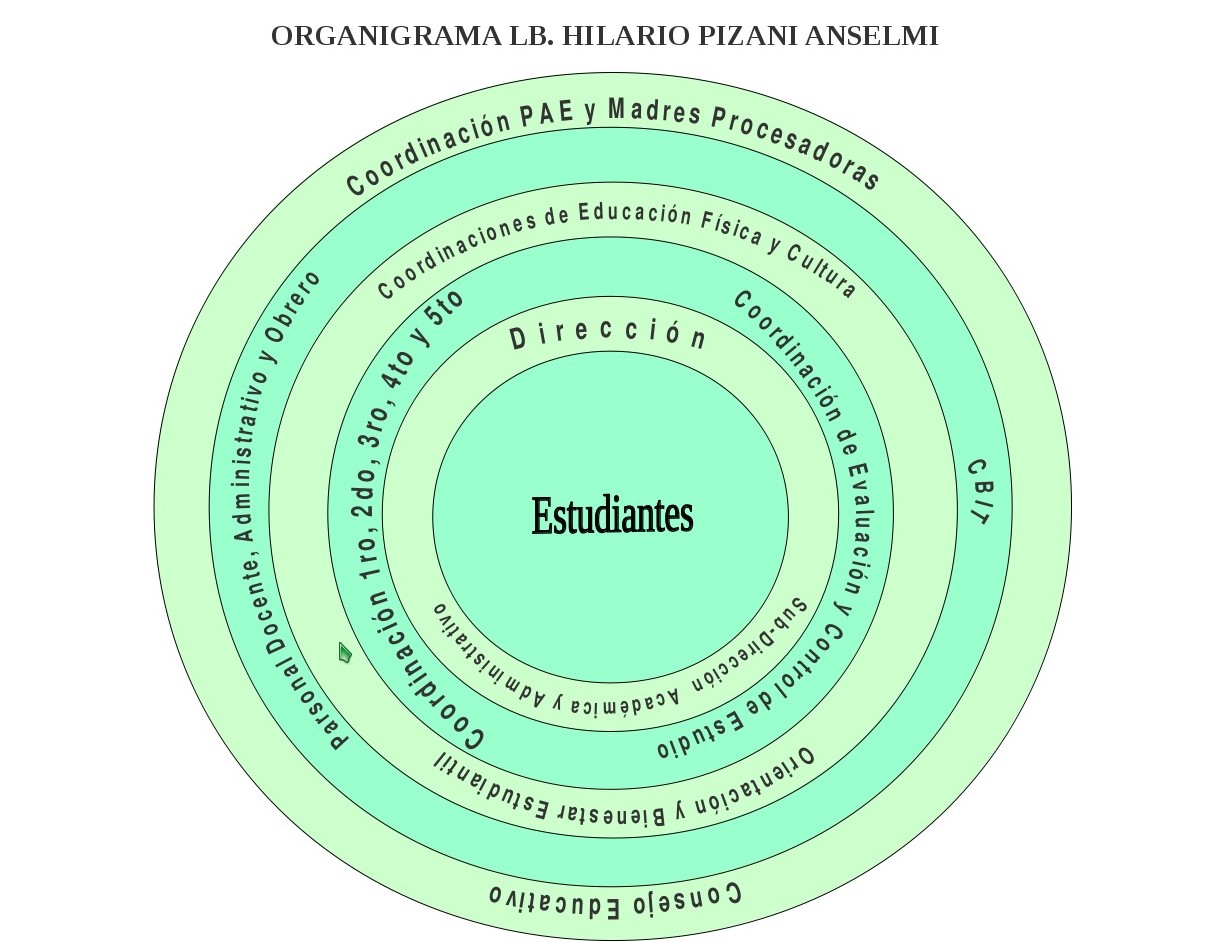 ORGANIGRAMA LB. HILARIO PIZANI ANSELMI
Coordinación PAE y Madres Procesadoras
Parsonal Docente, Administrativo y Obrero
CBIT
Coordinaciones de Educación Física y Cultura
Coordinación 1ro, 2do, 3ro, 4to y 5to
Coordinación de Evaluación y Control de Estudio
Dirección
Estudiantes
Sub-Dirección Académica y Administrativo
Orientación y Bienestar Estudiantil
Consejo Educativo